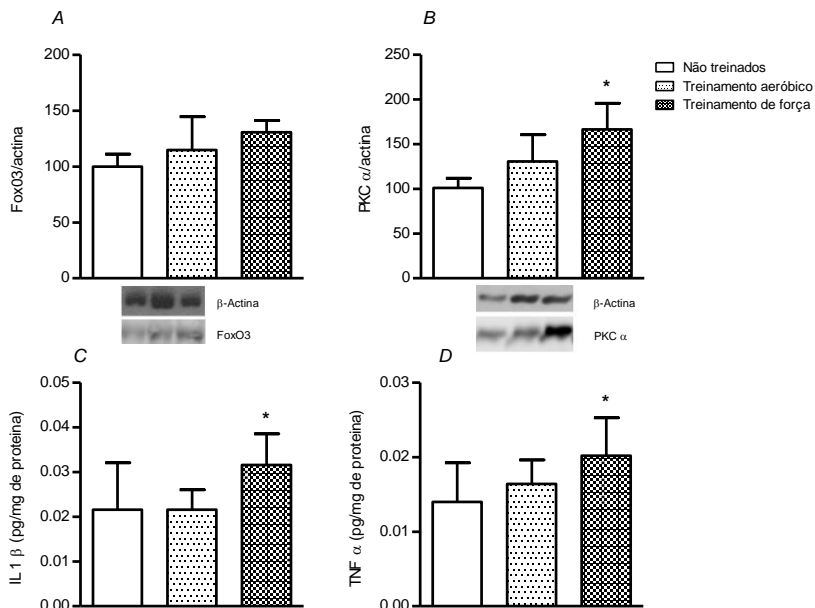 A
200
150
100
50
0
Fox03/actina
β-Actina
FoxO3
B
250
200
150
100
50
0
PKC α/actina
*
β-Actina
PKC α
Não treinados
Treinamento aeróbico
Treinamento de força
C
0.05
0.04
0.03
0.02
0.01
0.00
IL 1 β (pg/mg de proteina)
*
D
0.03
0.02
0.01
0.00
TNF α (pg/mg de proteina)
*